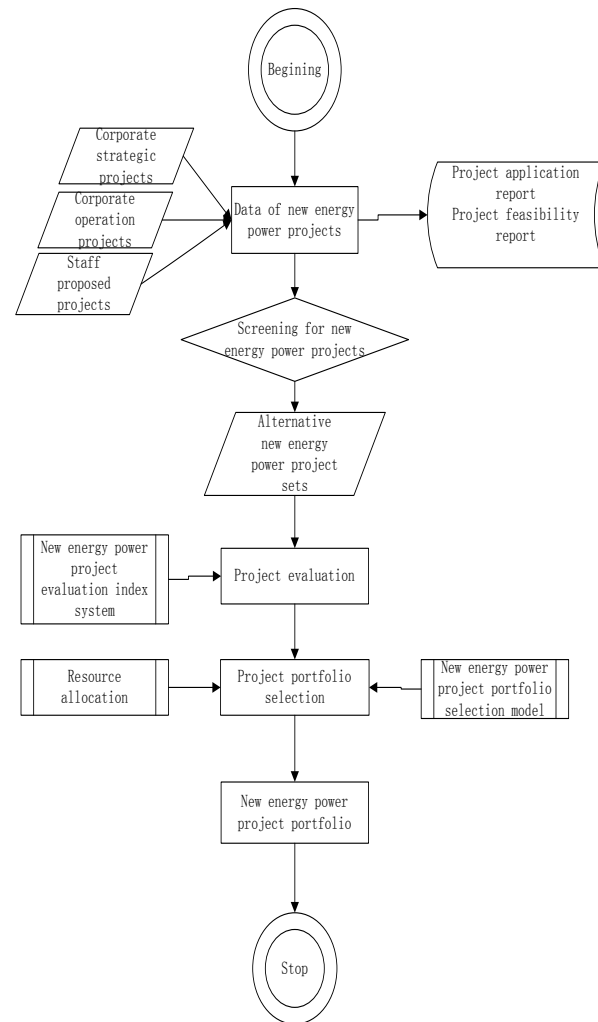 Begining
Corporate
strategic
projects
Corporate
operation
projects
Staff
proposed
projects
Data of new energy
power projects
Project application
report
Project feasibility
report
Screening for new
energy power projects
Alternative
new energy
power project
sets
New energy power
project
evaluation index
system
Project evaluation
Resource
allocation
Project portfolio
selection
New energy power
project portfolio
selection model
New energy power
project portfolio
Stop